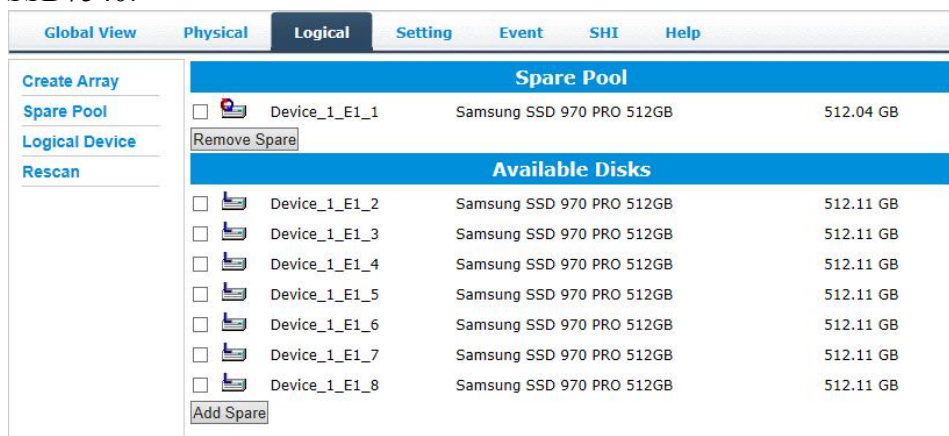 Global View Physical Logical Setting Event SHI Help
Create Array
Spare Pool
Logical Device
Rescan
Spare Pool
Device_1_E1_1 Samsung SSD 970 PRO 512GB 512.04 GB
Remove Spare
Available Disks
Device_1_E1_2 Samsung SSD 970 PRO 512GB 512.11 GB
Device_1_E1_3 Samsung SSD 970 PRO 512GB 512.11 GB
Device_1_E1_4 Samsung SSD 970 PRO 512GB 512.11 GB
Device_1_E1_5 Samsung SSD 970 PRO 512GB 512.11 GB
Device_1_E1_6 Samsung SSD 970 PRO 512GB 512.11 GB
Device_1_E1_7 Samsung SSD 970 PRO 512GB 512.11 GB
Device_1_E1_8 Samsung SSD 970 PRO 512GB 512.11 GB
Add Spare